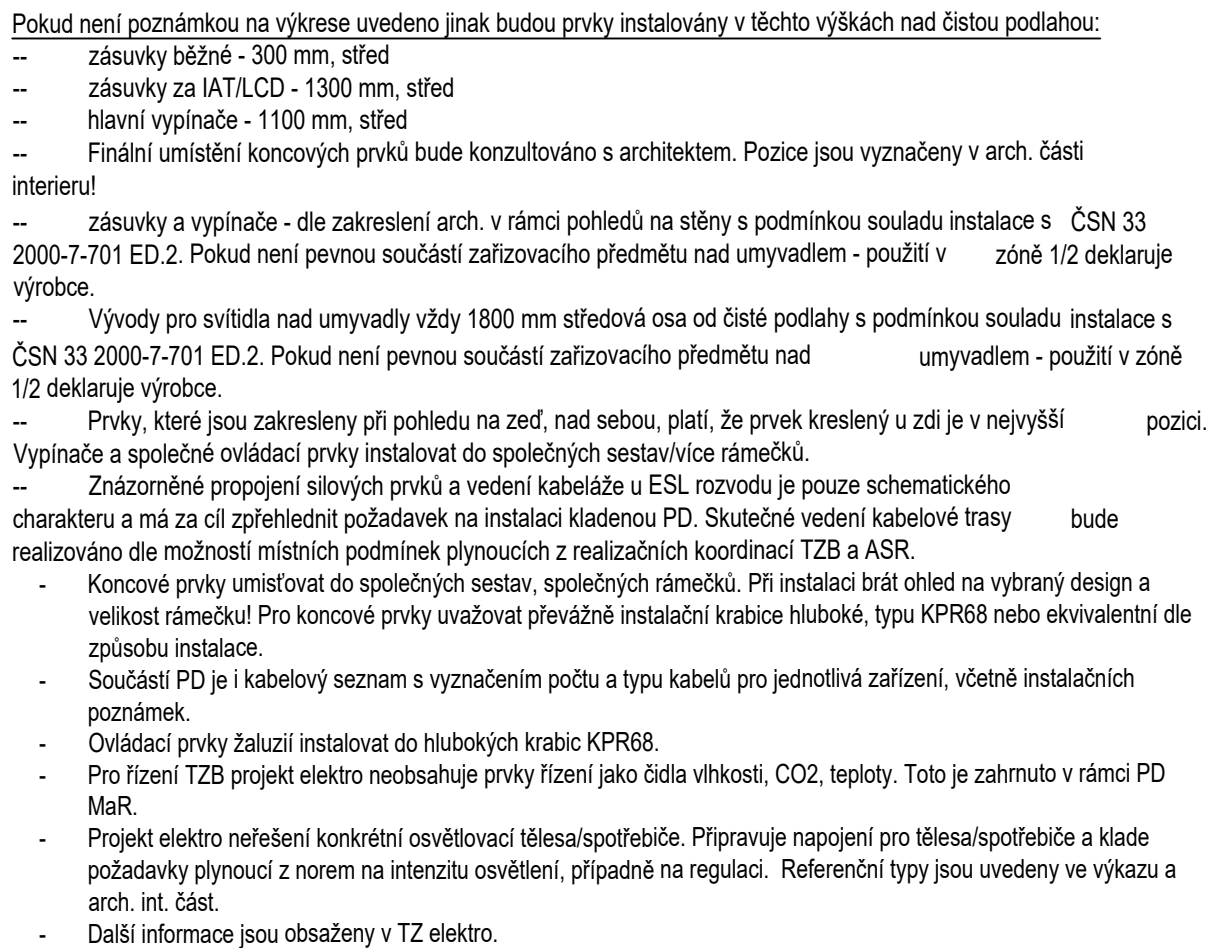 Pokud není poznámkou na výkrese uvedeno jinak budou prvky instalovány v těchto výškách nad čistou podlahou:
-- zásuvky běžné - 300 mm, střed
-- zásuvky za IAT/LCD - 1300 mm, střed
-- hlavní vypínače - 1100 mm, střed
-- Finální umístění koncových prvků bude konzultováno s architektem. Pozice jsou vyznačeny v arch. části
interieru!
-- zásuvky a vypínače - dle zakreslení arch. v rámci pohledů na stěny s podmínkou souladu instalace s ČSN 33
2000-7-701 ED.2. Pokud není pevnou součástí zařizovacího předmětu nad umyvadlem - použití v zóně 1/2 deklaruje
výrobce.
-- Vývody pro svítidla nad umyvadly vždy 1800 mm středová osa od čisté podlahy s podmínkou souladu instalace s
ČSN 33 2000-7-701 ED.2. Pokud není pevnou součástí zařizovacího předmětu nad umyvadlem - použití v zóně
1/2 deklaruje výrobce.
-- Prvky, které jsou zakresleny při pohledu na zeď, nad sebou, platí, že prvek kreslený u zdi je v nejvyšší pozici.
Vypínače a společné ovládací prvky instalovat do společných sestav/více rámečků.
-- Znázorněné propojení silových prvků a vedení kabeláže u ESL rozvodu je pouze schematického
charakteru a má za cíl zpřehlednit požadavek na instalaci kladenou PD. Skutečné vedení kabelové trasy bude
realizováno dle možností místních podmínek plynoucích z realizačních koordinací TZB a ASR.
- Koncové prvky umisťovat do společných sestav, společných rámečků. Při instalaci brát ohled na vybraný design a
velikost rámečku! Pro koncové prvky uvažovat převážně instalační krabice hluboké, typu KPR68 nebo ekvivalentní dle
způsobu instalace.
- Součástí PD je i kabelový seznam s vyznačením počtu a typu kabelů pro jednotlivá zařízení, včetně instalačních
poznámek.
- Ovládací prvky žaluzií instalovat do hlubokých krabic KPR68.
- Pro řízení TZB projekt elektro neobsahuje prvky řízení jako čidla vlhkosti, CO2, teploty. Toto je zahrnuto v rámci PD
MaR.
- Projekt elektro neřešení konkrétní osvětlovací tělesa/spotřebiče. Připravuje napojení pro tělesa/spotřebiče a klade
požadavky plynoucí z norem na intenzitu osvětlení, případně na regulaci. Referenční typy jsou uvedeny ve výkazu a
arch. int. část.
- Další informace jsou obsaženy v TZ elektro.